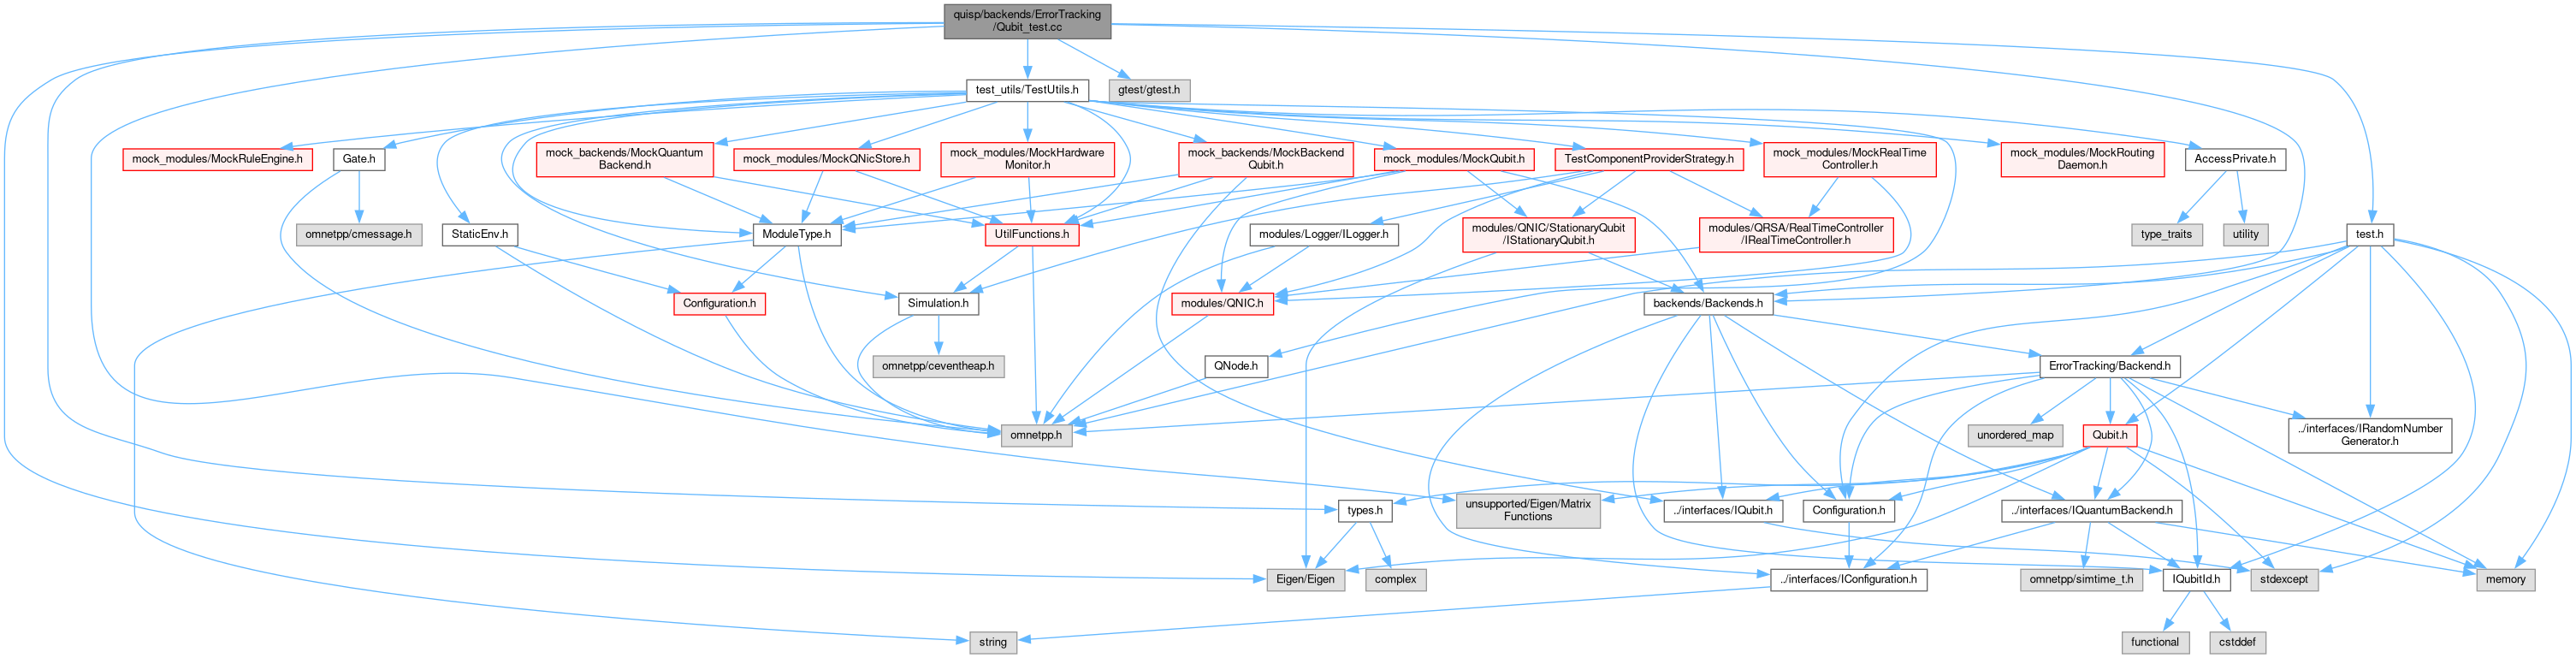 quisp/backends/ErrorTracking
/Qubit_test.cc
test_utils/TestUtils.h
gtest/gtest.h
mock_modules/MockRuleEngine.h
Gate.h
mock_backends/MockQuantum
Backend.h
mock_modules/MockQNicStore.h
mock_modules/MockHardware
Monitor.h
mock_backends/MockBackend
Qubit.h
mock_modules/MockQubit.h
TestComponentProviderStrategy.h
mock_modules/MockRealTime
Controller.h
mock_modules/MockRouting
Daemon.h
AccessPrivate.h
omnetpp/cmessage.h
StaticEnv.h
ModuleType.h
UtilFunctions.h
modules/Logger/ILogger.h
modules/QNIC/StationaryQubit
/IStationaryQubit.h
modules/QRSA/RealTimeController
/IRealTimeController.h
type_traits
utility
test.h
Configuration.h
Simulation.h
modules/QNIC.h
backends/Backends.h
omnetpp/ceventheap.h
QNode.h
ErrorTracking/Backend.h
omnetpp.h
unordered_map
Qubit.h
../interfaces/IRandomNumber
Generator.h
types.h
unsupported/Eigen/Matrix
Functions
../interfaces/IQubit.h
Configuration.h
../interfaces/IQuantumBackend.h
Eigen/Eigen
complex
../interfaces/IConfiguration.h
omnetpp/simtime_t.h
IQubitId.h
stdexcept
memory
string
functional
cstddef